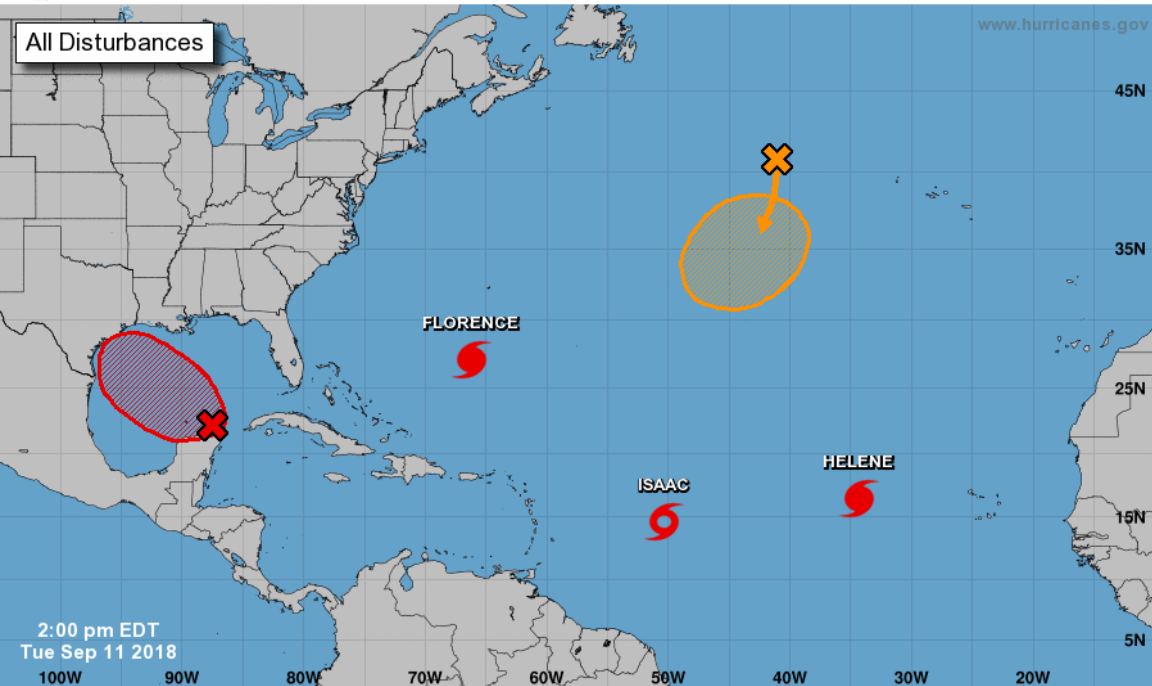 All Disturbances
www.hurricanes.gov
45N
35N
FLORENCE
25N
HELENE
ISAAC
15N
2:00 pm EDT
Tue Sep 11 2018
5N
100W 90W 80W 70W 60W 50W 40W 30W 20W